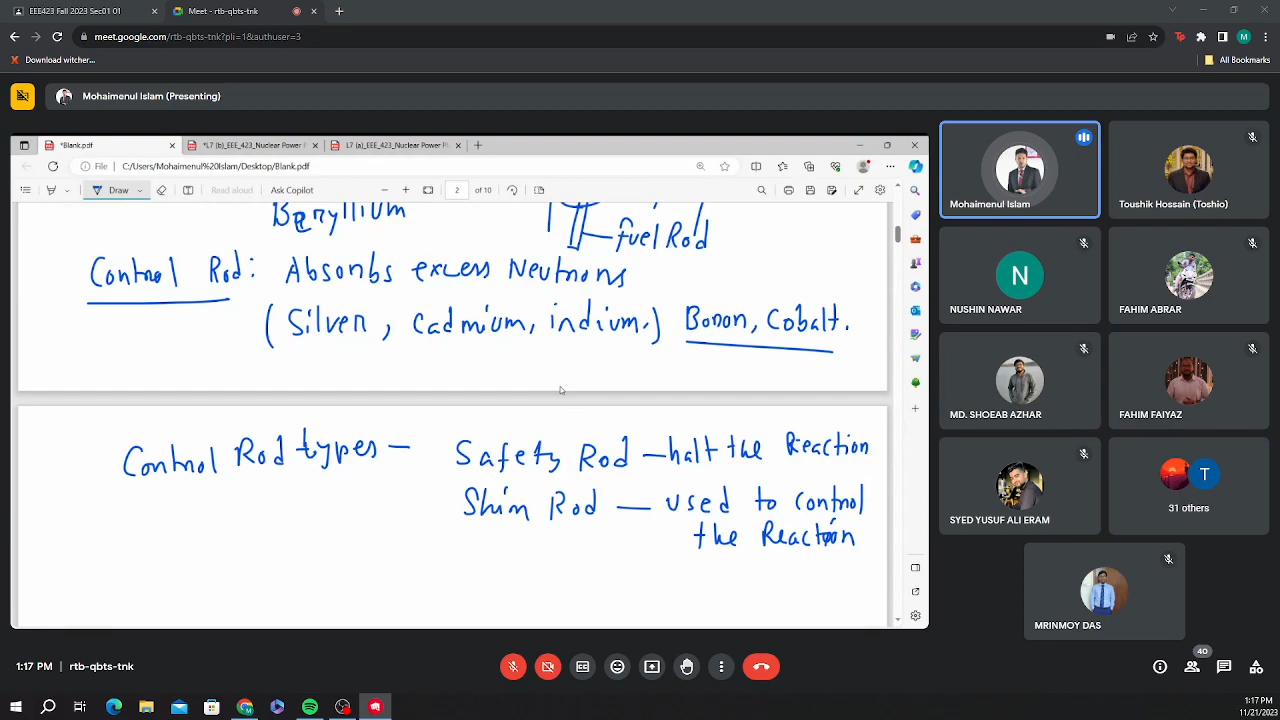 EEE423 Fall 2023 Sec01 01
Meet - rtb-qbts-tnk
meet.google.com/rtb-qbts-tnk?pli=1&authuser=3
M
Download witcher...
All Bookmarks
Mohaimenul Islam (Presenting)
*Blank.pdf
*L7 (b)_EEE_423_Nuclear Power
L7 (a)_EEE_423_Nuclear Power
File
C:/Users/Mohaimenul%20Islam/Desktop/Blank.pdf
Draw
Read aloud
Ask Copilot
2
of 10
Beryllium
fuel Rod
Control Rod: Absorbs excess Neutrons
(Silver, Cadmium, indium.) Boron, Cobalt.
Control Rod types — Safety Rod — halt the Reaction
Shim Rod — used to control
the Reaction
Mohaimenul Islam
Toushik Hossain (Toshio)
N
NUSHIN NAWAR
FAHIM ABRAR
MD. SHOEAB AZHAR
FAHIM FAIYAZ
SYED YUSUF ALI ERAM
T
31 others
MRINMOY DAS
1:17 PM | rtb-qbts-tnk
40
1:17 PM
11/21/2023